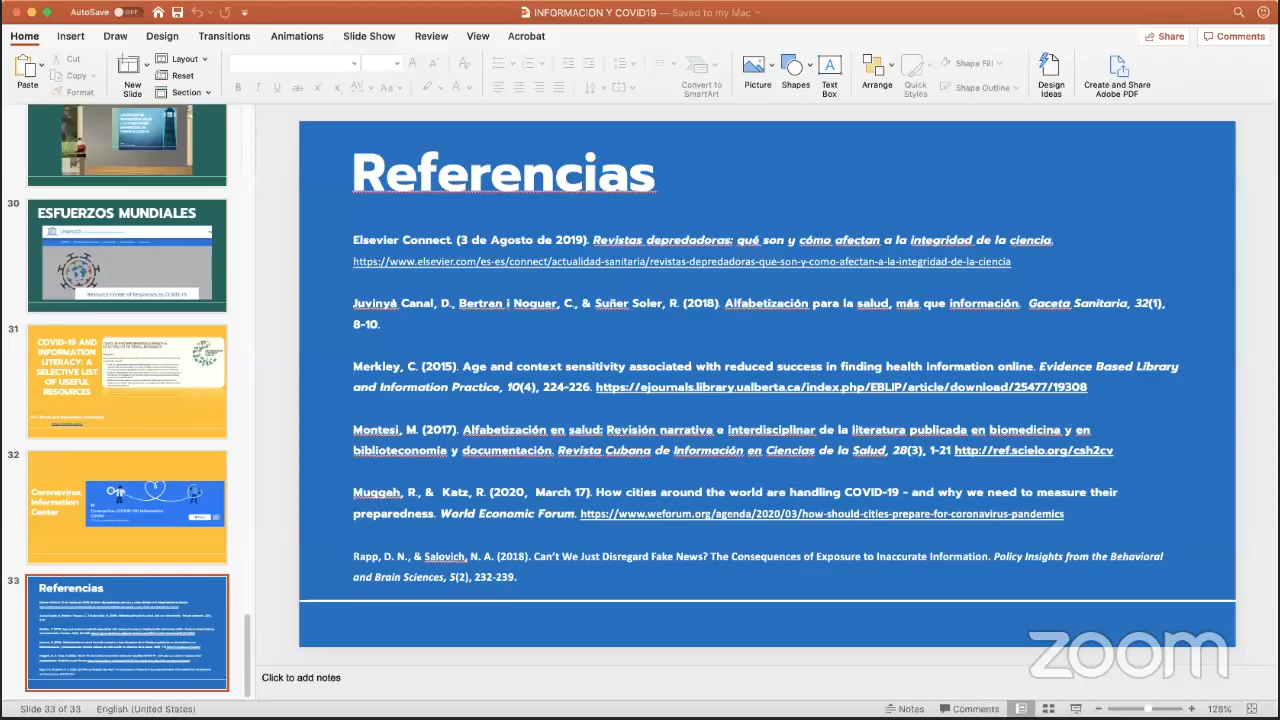 AutoSave OFF
INFORMACION Y COVID19 — Saved to my Mac
Home Insert Draw Design Transitions Animations Slide Show Review View Acrobat
Share Comments
Paste Cut Copy Format
New Slide Layout Reset Section
Convert to SmartArt
Picture Shapes Text Box Arrange Quick Styles Shape Fill Shape Outline Design Ideas Create and Share Adobe PDF
30
ESFUERZOS MUNDIALES
Resource Center of Responses to COVID-19
31
COVID-19 AND
INFORMATION
LITERACY: A
SELECTIVE LIST
OF USEFUL
RESOURCES
32
Coronavirus
Information
Center
33
Referencias
Referencias
Elsevier Connect. (3 de Agosto de 2019). Revistas depredadoras: qué son y cómo afectan a la integridad de la ciencia.
https://www.elsevier.com/es-es/connect/actualidad-sanitaria/revistas-depredadoras-que-son-y-como-afectan-a-la-integridad-de-la-ciencia
Juvinyà Canal, D., Bertran i Noguer, C., & Suñer Soler, R. (2018). Alfabetización para la salud, más que información. Gaceta Sanitaria, 32(1),
8-10.
C. (2015). Age and control sensitivity associated with reduced success in finding health information online. Evidence Based Library
and Information Practice, 10(4), 224-226. https://ejournals.library.ualberta.ca/index.php/EBLIP/article/download/25477/19308
Montesi, M. (2017). Alfabetización en salud: Revisión narrativa e interdisciplinar de la literatura publicada en biomedicina y en
biblioteconomía y documentación. Revista Cubana de Información en Ciencias de la Salud, 28(3), 1-21 http://ref.scielo.org/csh2cv
Muggah, R., & Katz, R. (2020, March 17). How cities around the world are handling COVID-19 - and why we need to measure their
preparedness. World Economic Forum. https://www.weforum.org/agenda/2020/03/how-should-cities-prepare-for-coronavirus-pandemics
Rapp, D. N., & Salovich, N. A. (2018). Can't We Just Disregard Fake News? The Consequences of Exposure to Inaccurate Information. Policy Insights from the Behavioral
and Brain Sciences, 5(2), 232-239.
zoom
Click to add notes
Slide 33 of 33 English (United States) Notes Comments 128%